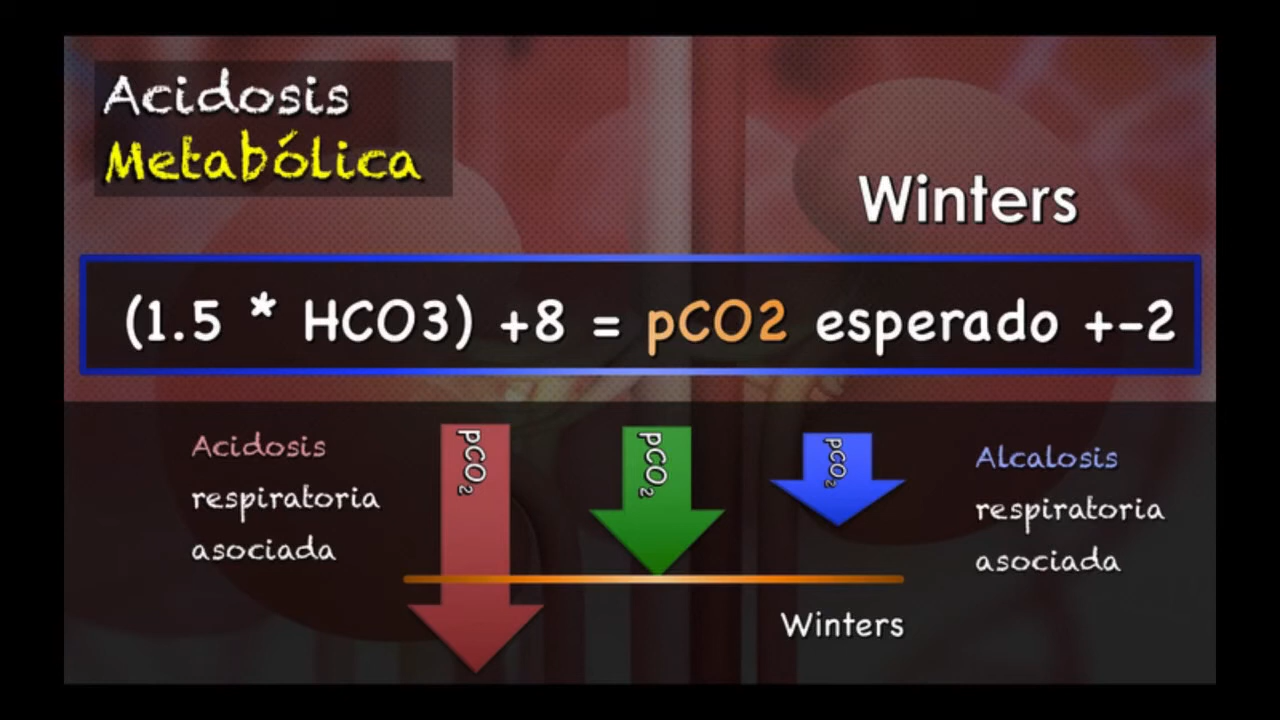 Acidosis
Metabólica
Winters
(1.5 * HCO3) +8 = pCO2 esperado +-2
Acidosis
respiratoria
asociada
pCO₂
pCO₂
pCO₂
Alcalosis
respiratoria
asociada
Winters